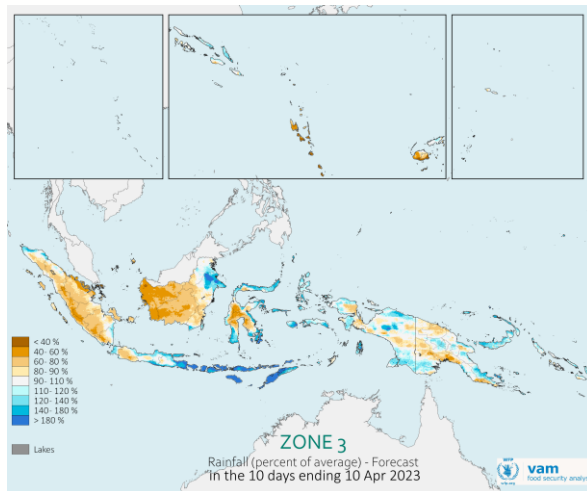 < 40 %
40- 60 %
60- 80 %
80- 90 %
90- 110 %
110- 120 %
120- 140 %
140- 180 %
> 180 %
Lakes
ZONE 3
Rainfall (percent of average) - Forecast
in the 10 days ending 10 Apr 2023
vam
food security analy